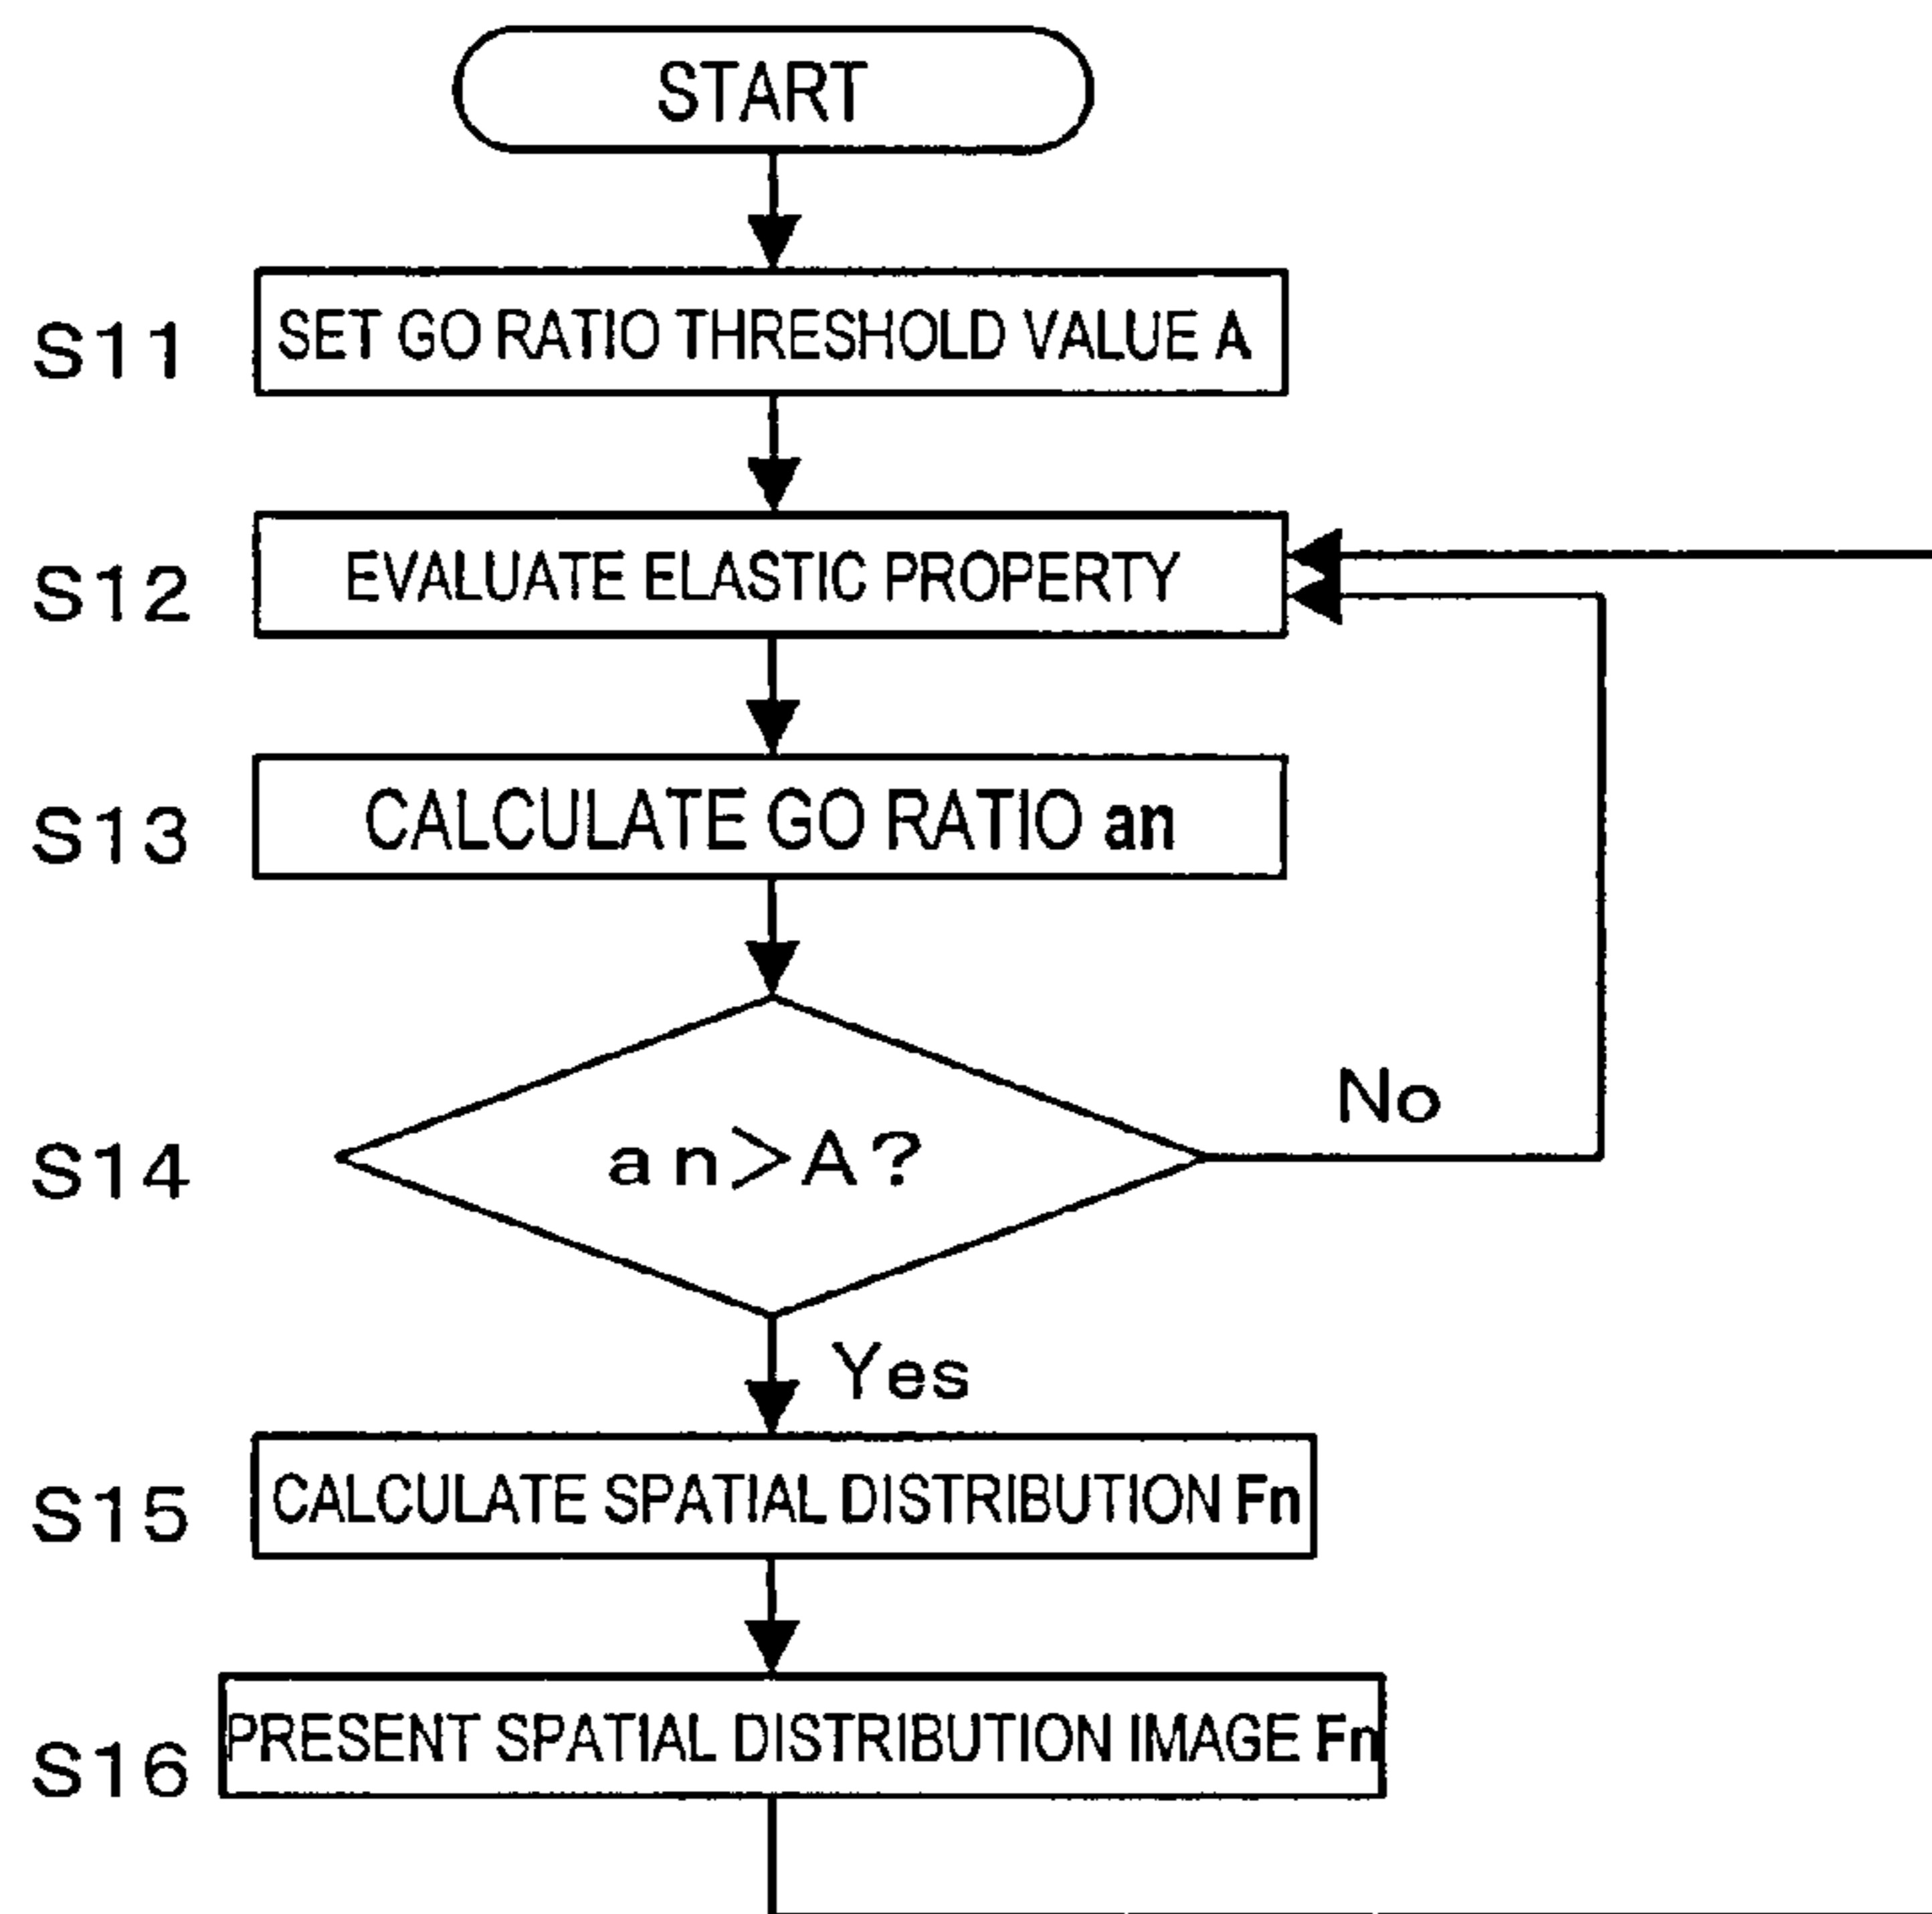 START
S11 SET GO RATIO THRESHOLD VALUE A
S12 EVALUATE ELASTIC PROPERTY
S13 CALCULATE GO RATIO an
S14 an>A?
No
Yes
S15 CALCULATE SPATIAL DISTRIBUTION Fn
S16 PRESENT SPATIAL DISTRIBUTION IMAGE Fn